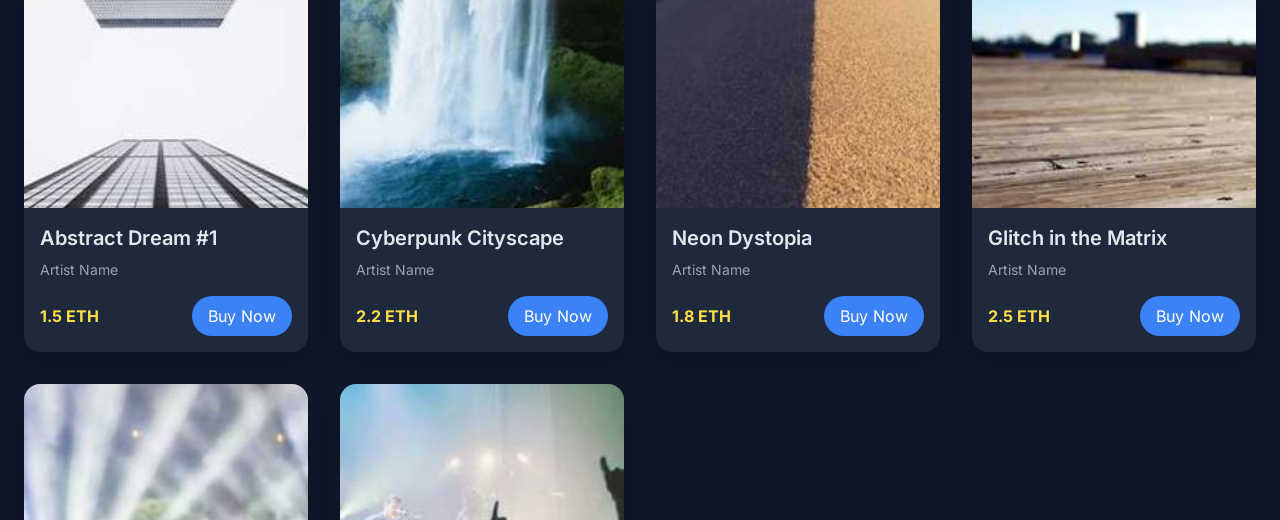 Abstract Dream #1
Artist Name
1.5 ETH
Buy Now
Cyberpunk Cityscape
Artist Name
2.2 ETH
Buy Now
Neon Dystopia
Artist Name
1.8 ETH
Buy Now
Glitch in the Matrix
Artist Name
2.5 ETH
Buy Now